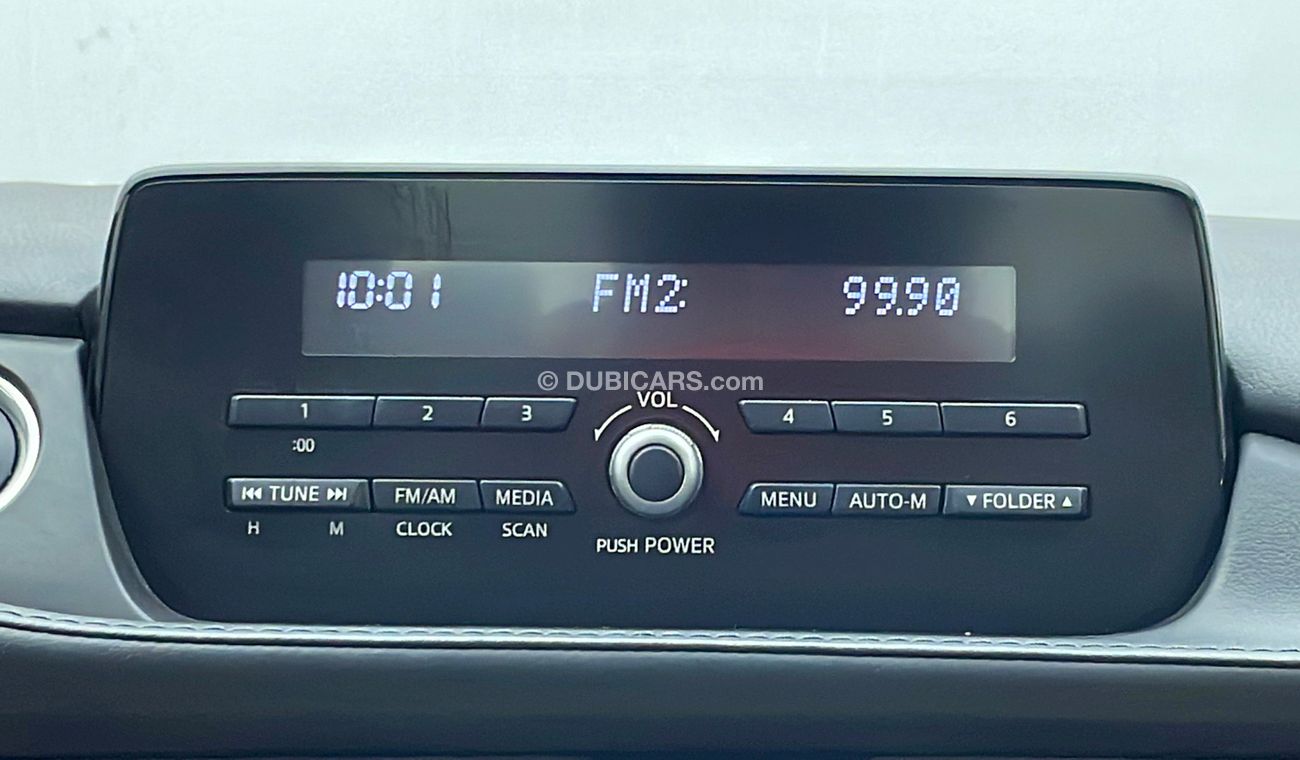 10:01 FM2: 99.90
© DUBICARS.com
VOL
1 2 3 4 5 6
:00
TUNE FM/AM MEDIA MENU AUTO-M ▼ FOLDER ▲
H M CLOCK SCAN
PUSH POWER